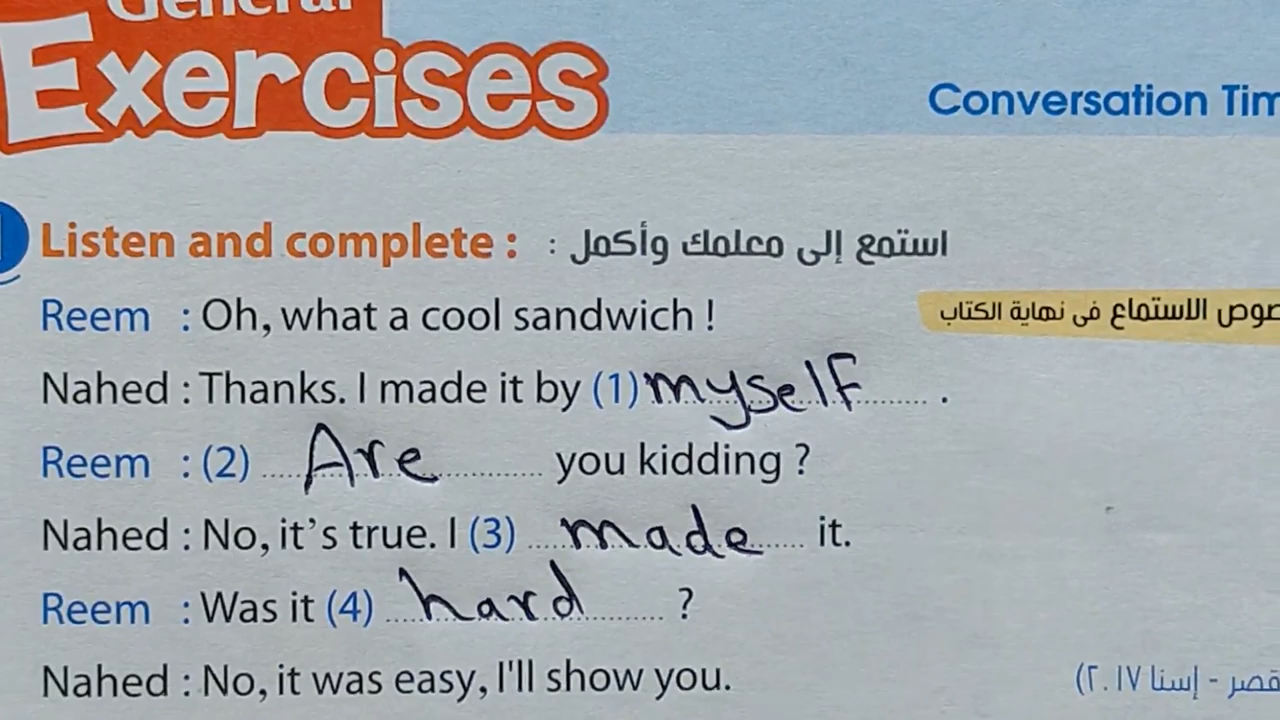 General
Exercises
Conversation Tim
1 Listen and complete : استمع إلى معلمك وأكمل :
Reem : Oh, what a cool sandwich !
صوص الاستماع فى نهاية الكتاب
Nahed : Thanks. I made it by (1) myself .
Reem : (2) Are you kidding ?
Nahed : No, it's true. I (3) made it.
Reem : Was it (4) hard ?
Nahed : No, it was easy, I'll show you.
قصر - إسنا ٢٠١٧)